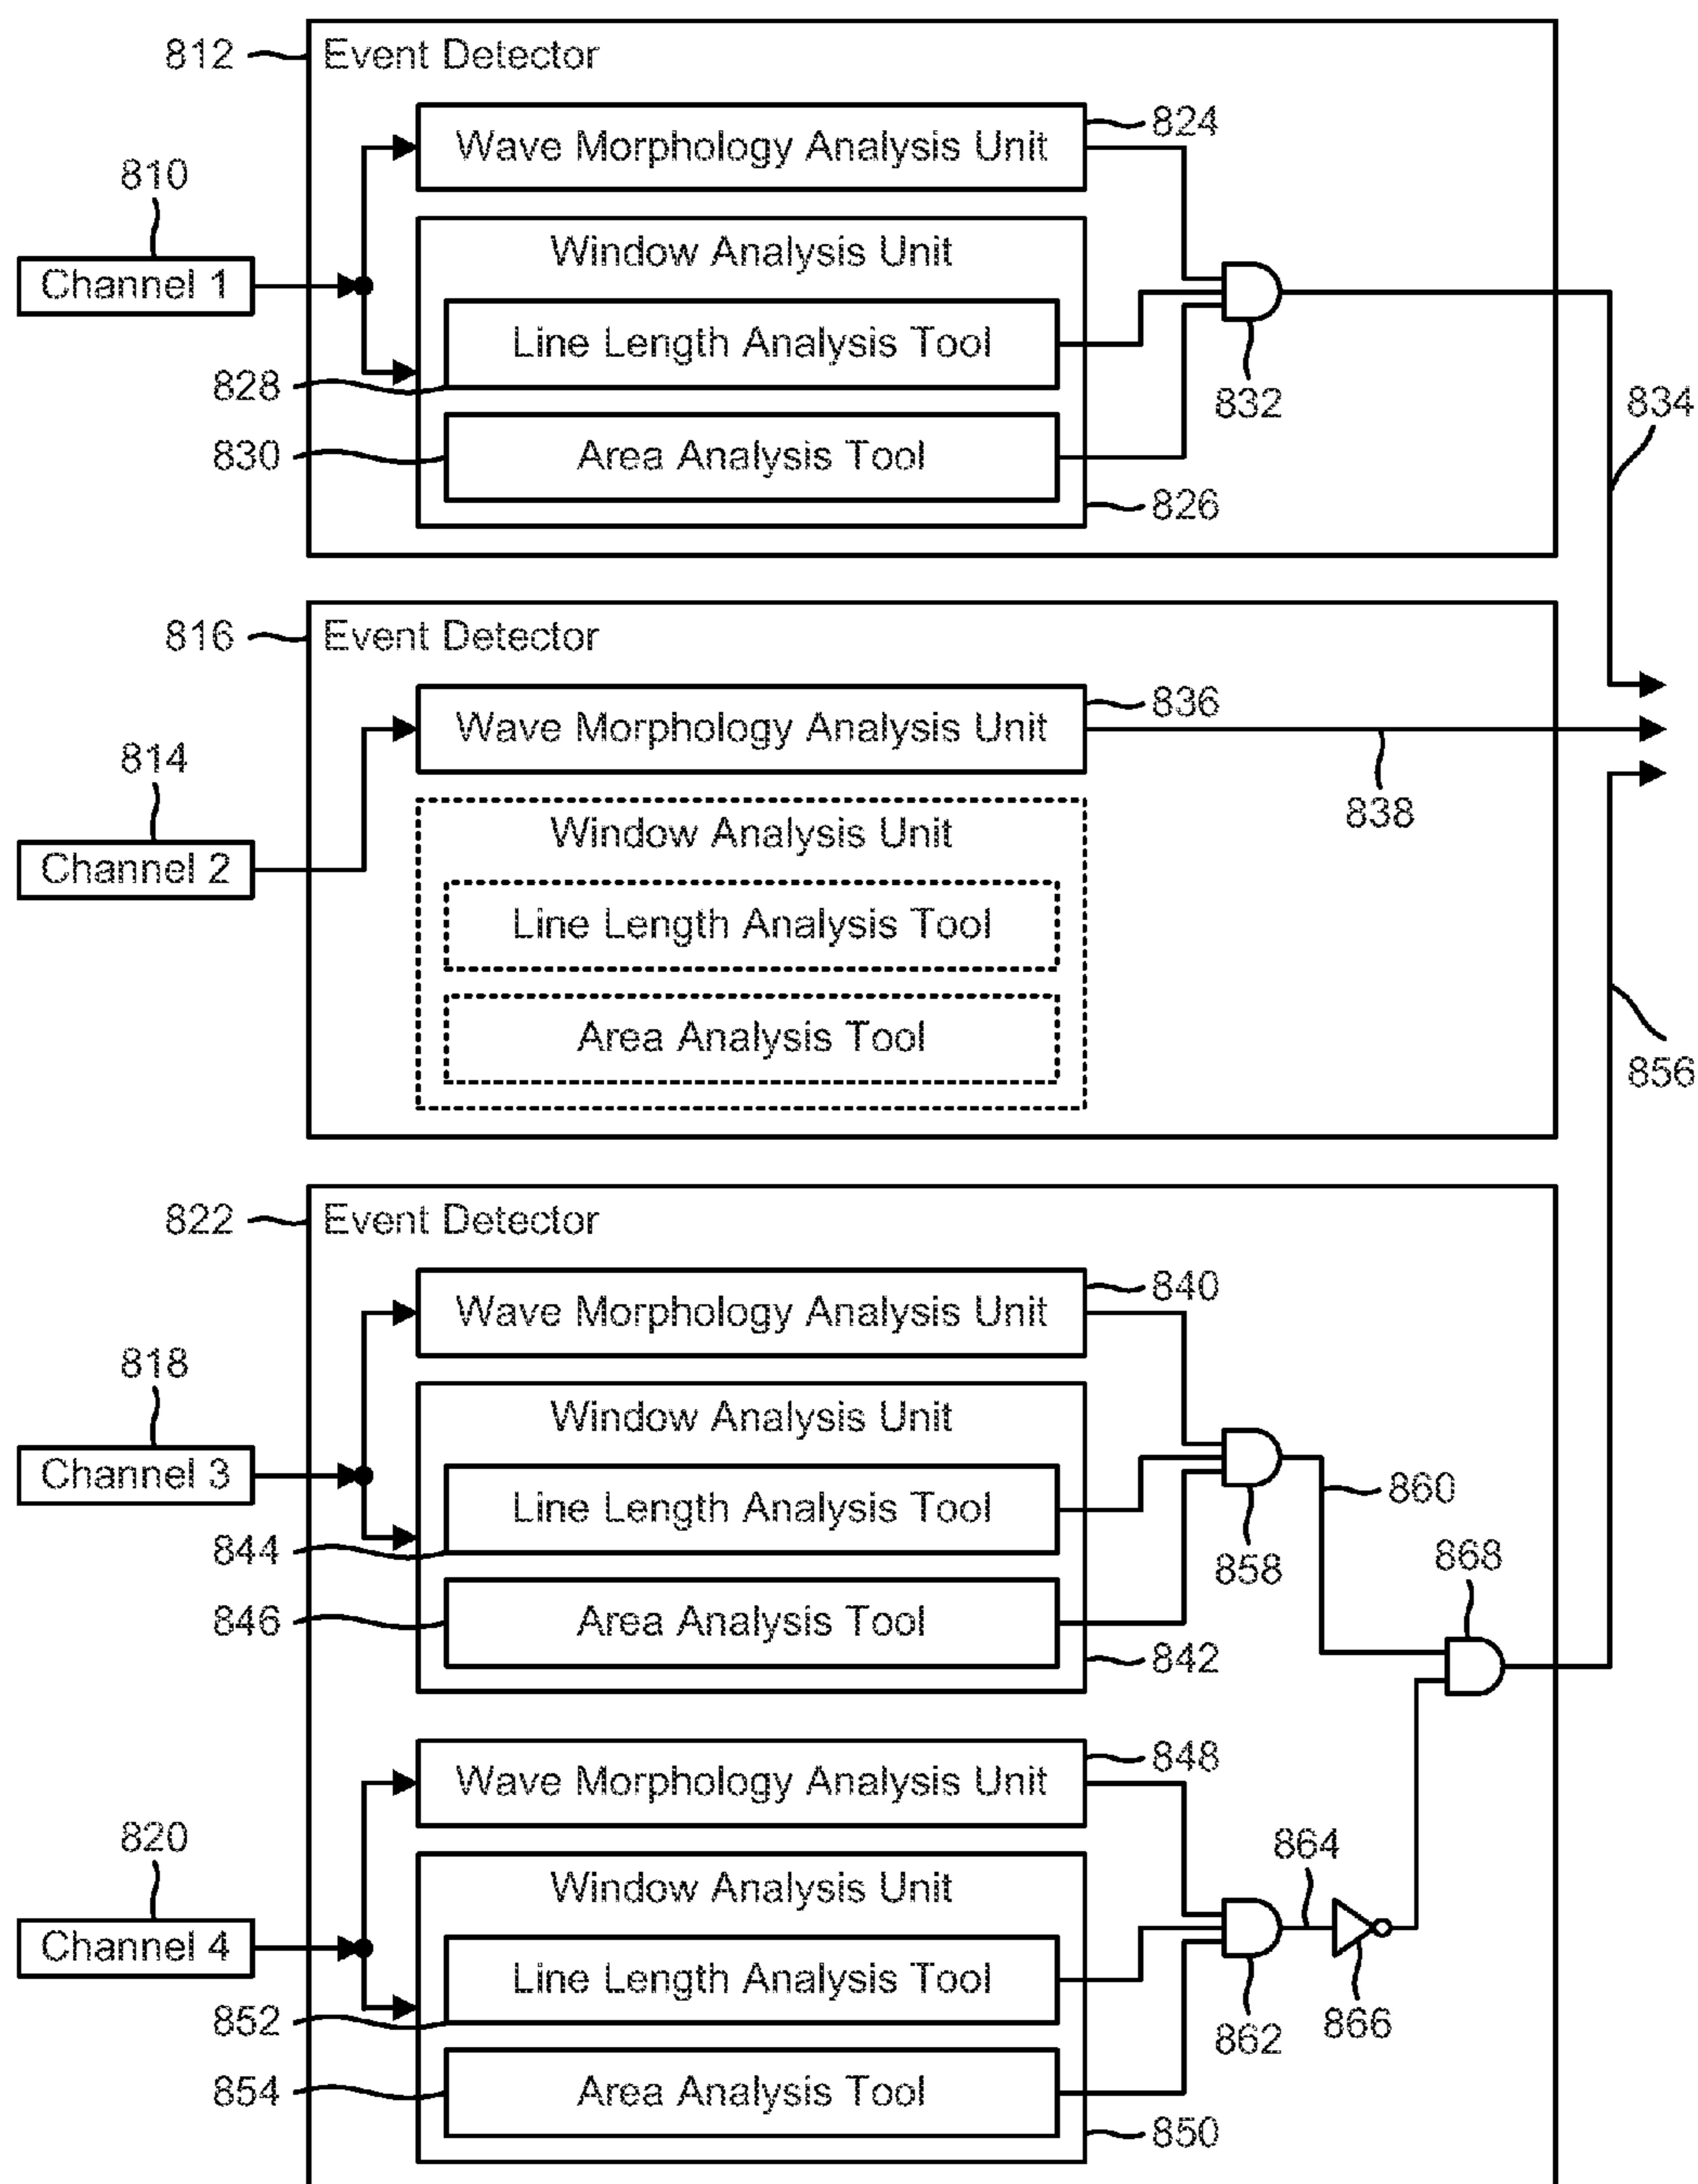 812
Event Detector
Wave Morphology Analysis Unit
824
810
Channel 1
Window Analysis Unit
Line Length Analysis Tool
828
832
834
830
Area Analysis Tool
826
816
Event Detector
Wave Morphology Analysis Unit
836
838
814
Channel 2
Window Analysis Unit
Line Length Analysis Tool
Area Analysis Tool
856
822
Event Detector
Wave Morphology Analysis Unit
840
818
Channel 3
Window Analysis Unit
Line Length Analysis Tool
844
858
860
868
846
Area Analysis Tool
842
Wave Morphology Analysis Unit
848
820
Channel 4
Window Analysis Unit
864
Line Length Analysis Tool
852
862
866
854
Area Analysis Tool
850